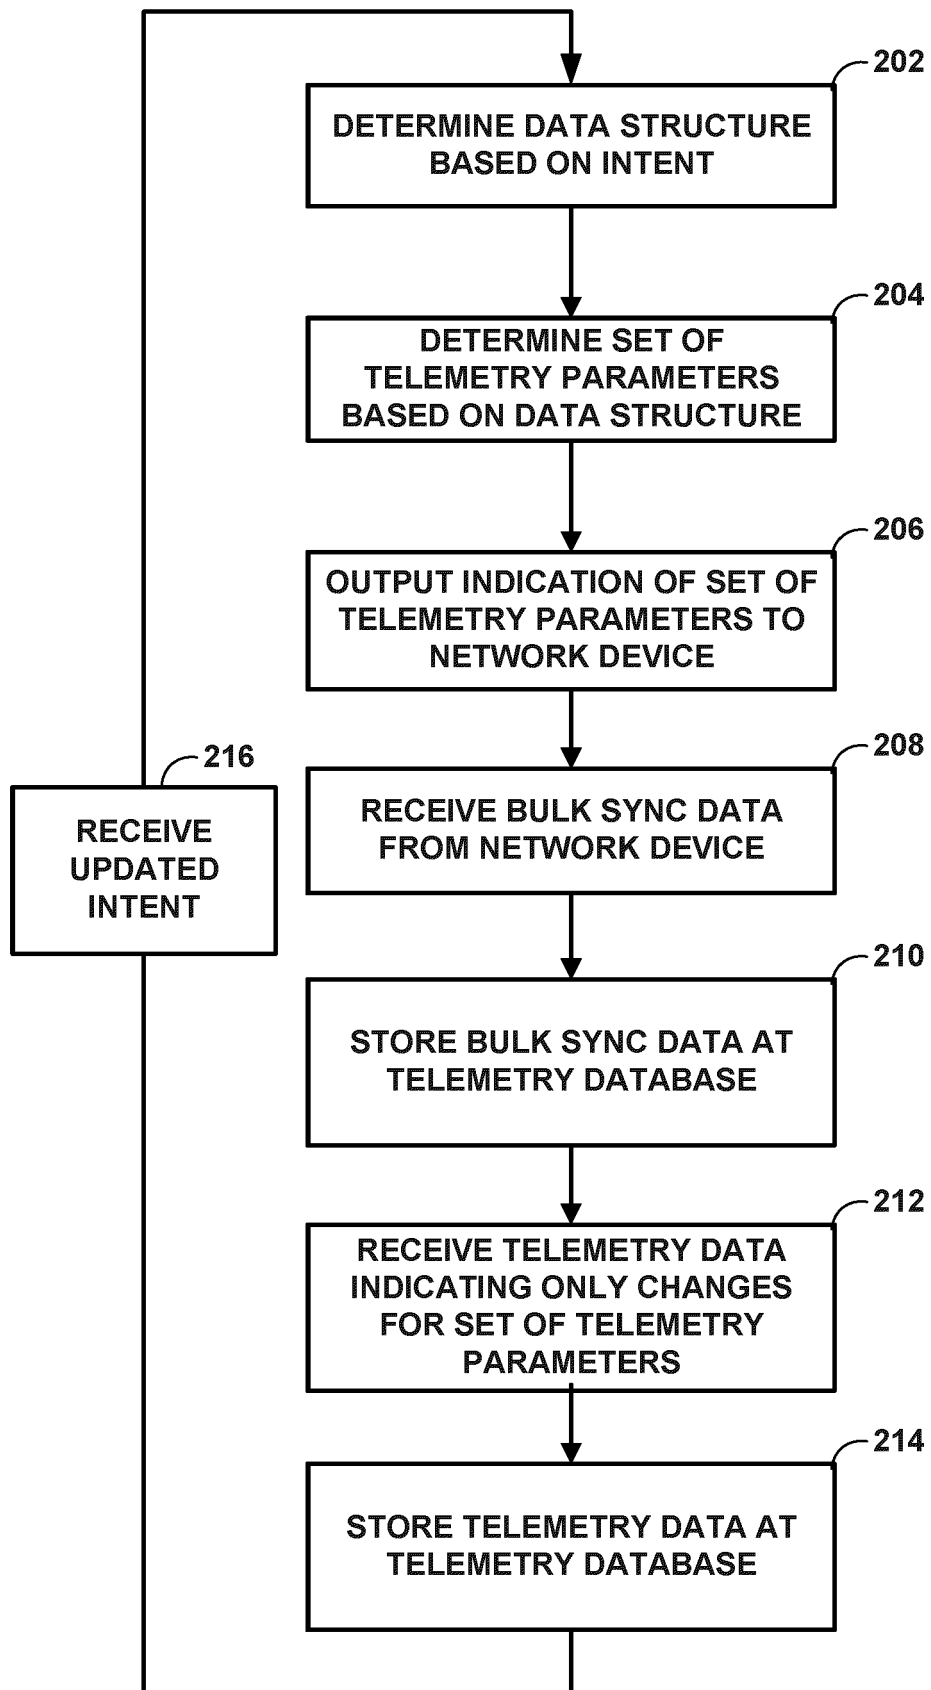 202
DETERMINE DATA STRUCTURE
BASED ON INTENT
204
DETERMINE SET OF
TELEMETRY PARAMETERS
BASED ON DATA STRUCTURE
206
OUTPUT INDICATION OF SET OF
TELEMETRY PARAMETERS TO
NETWORK DEVICE
208
RECEIVE BULK SYNC DATA
FROM NETWORK DEVICE
210
STORE BULK SYNC DATA AT
TELEMETRY DATABASE
212
RECEIVE TELEMETRY DATA
INDICATING ONLY CHANGES
FOR SET OF TELEMETRY
PARAMETERS
214
STORE TELEMETRY DATA AT
TELEMETRY DATABASE
216
RECEIVE
UPDATED
INTENT